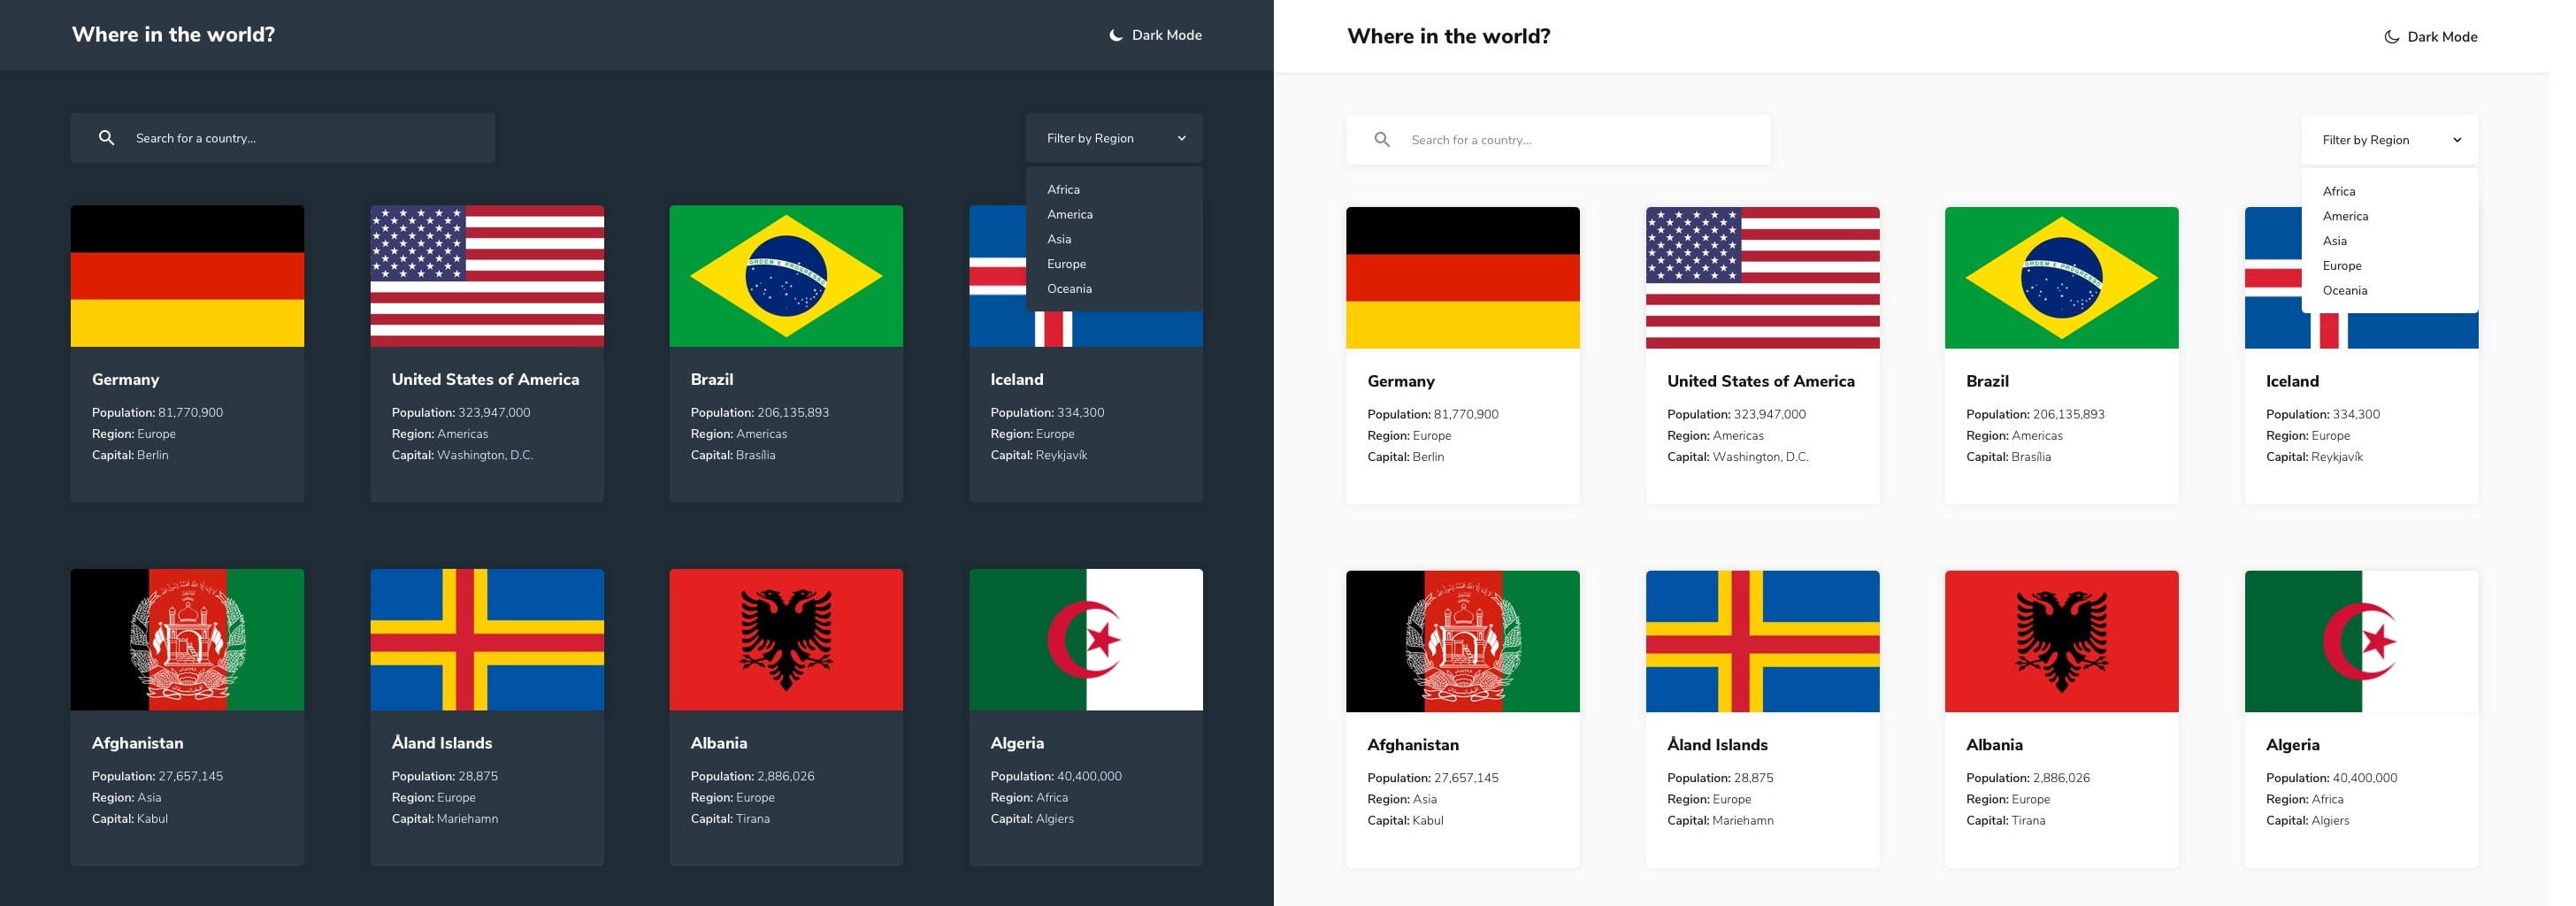 Where in the world?
Dark Mode
Search for a country...
Filter by Region
Africa
America
Asia
Europe
Oceania
ORDEM E PROGRESSO
Germany
Population: 81,770,900
Region: Europe
Capital: Berlin
United States of America
Population: 323,947,000
Region: Americas
Capital: Washington, D.C.
Brazil
Population: 206,135,893
Region: Americas
Capital: Brasília
Iceland
Population: 334,300
Region: Europe
Capital: Reykjavík
Afghanistan
Population: 27,657,145
Region: Asia
Capital: Kabul
Åland Islands
Population: 28,875
Region: Europe
Capital: Mariehamn
Albania
Population: 2,886,026
Region: Europe
Capital: Tirana
Algeria
Population: 40,400,000
Region: Africa
Capital: Algiers
Where in the world?
Dark Mode
Search for a country...
Filter by Region
Africa
America
Asia
Europe
Oceania
ORDEM E PROGRESSO
Germany
Population: 81,770,900
Region: Europe
Capital: Berlin
United States of America
Population: 323,947,000
Region: Americas
Capital: Washington, D.C.
Brazil
Population: 206,135,893
Region: Americas
Capital: Brasília
Iceland
Population: 334,300
Region: Europe
Capital: Reykjavík
Afghanistan
Population: 27,657,145
Region: Asia
Capital: Kabul
Åland Islands
Population: 28,875
Region: Europe
Capital: Mariehamn
Albania
Population: 2,886,026
Region: Europe
Capital: Tirana
Algeria
Population: 40,400,000
Region: Africa
Capital: Algiers